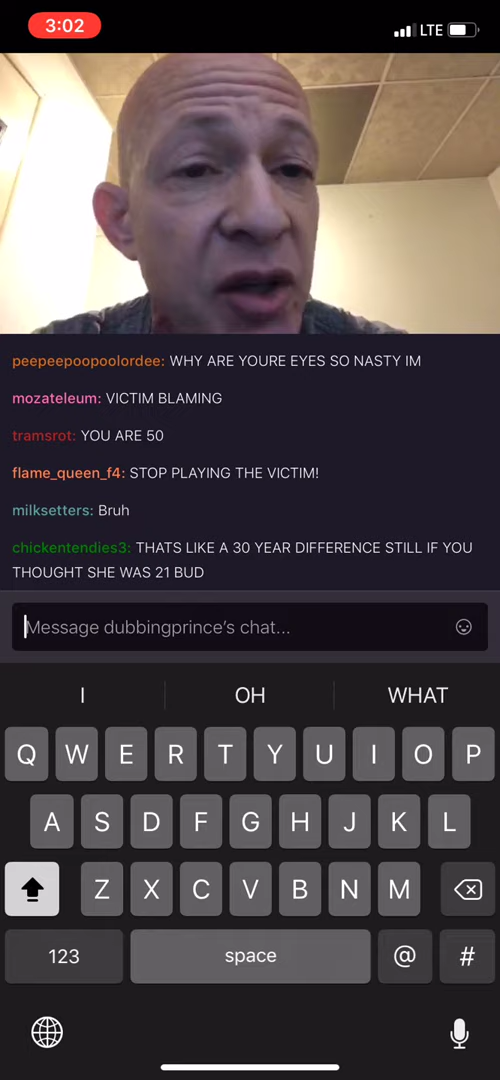 3:02
LTE
peepeepoopoolordee: WHY ARE YOURE EYES SO NASTY IM
mozateleum: VICTIM BLAMING
tramsrot: YOU ARE 50
flame_queen_f4: STOP PLAYING THE VICTIM!
milksetters: Bruh
chickentendies3: THATS LIKE A 30 YEAR DIFFERENCE STILL IF YOU
THOUGHT SHE WAS 21 BUD
Message dubbingprince’s chat...
I OH WHAT
Q W E R T Y U I O P
A S D F G H J K L
Z X C V B N M
123 space @ #